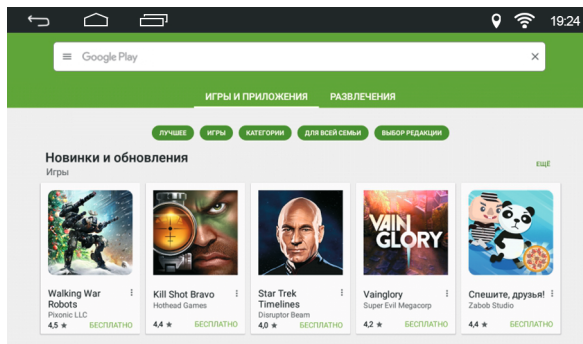 19:24
Google Play
ИГРЫ И ПРИЛОЖЕНИЯ РАЗВЛЕЧЕНИЯ
ЛУЧШЕЕ ИГРЫ КАТЕГОРИИ ДЛЯ ВСЕЙ СЕМЬИ ВЫБОР РЕДАКЦИИ
Новинки и обновления
ЕЩЁ
Игры
VAIN
GLORY
Walking War
Robots
Pixonic LLC
4,5 ★ БЕСПЛАТНО
Kill Shot Bravo
Hothead Games
4,4 ★ БЕСПЛАТНО
Star Trek
Timelines
Disruptor Beam
4,0 ★ БЕСПЛАТНО
Vainglory
Super Evil Megacorp
4,2 ★ БЕСПЛАТНО
Спешите, друзья!
Zabob Studio
4,4 ★ БЕСПЛАТНО